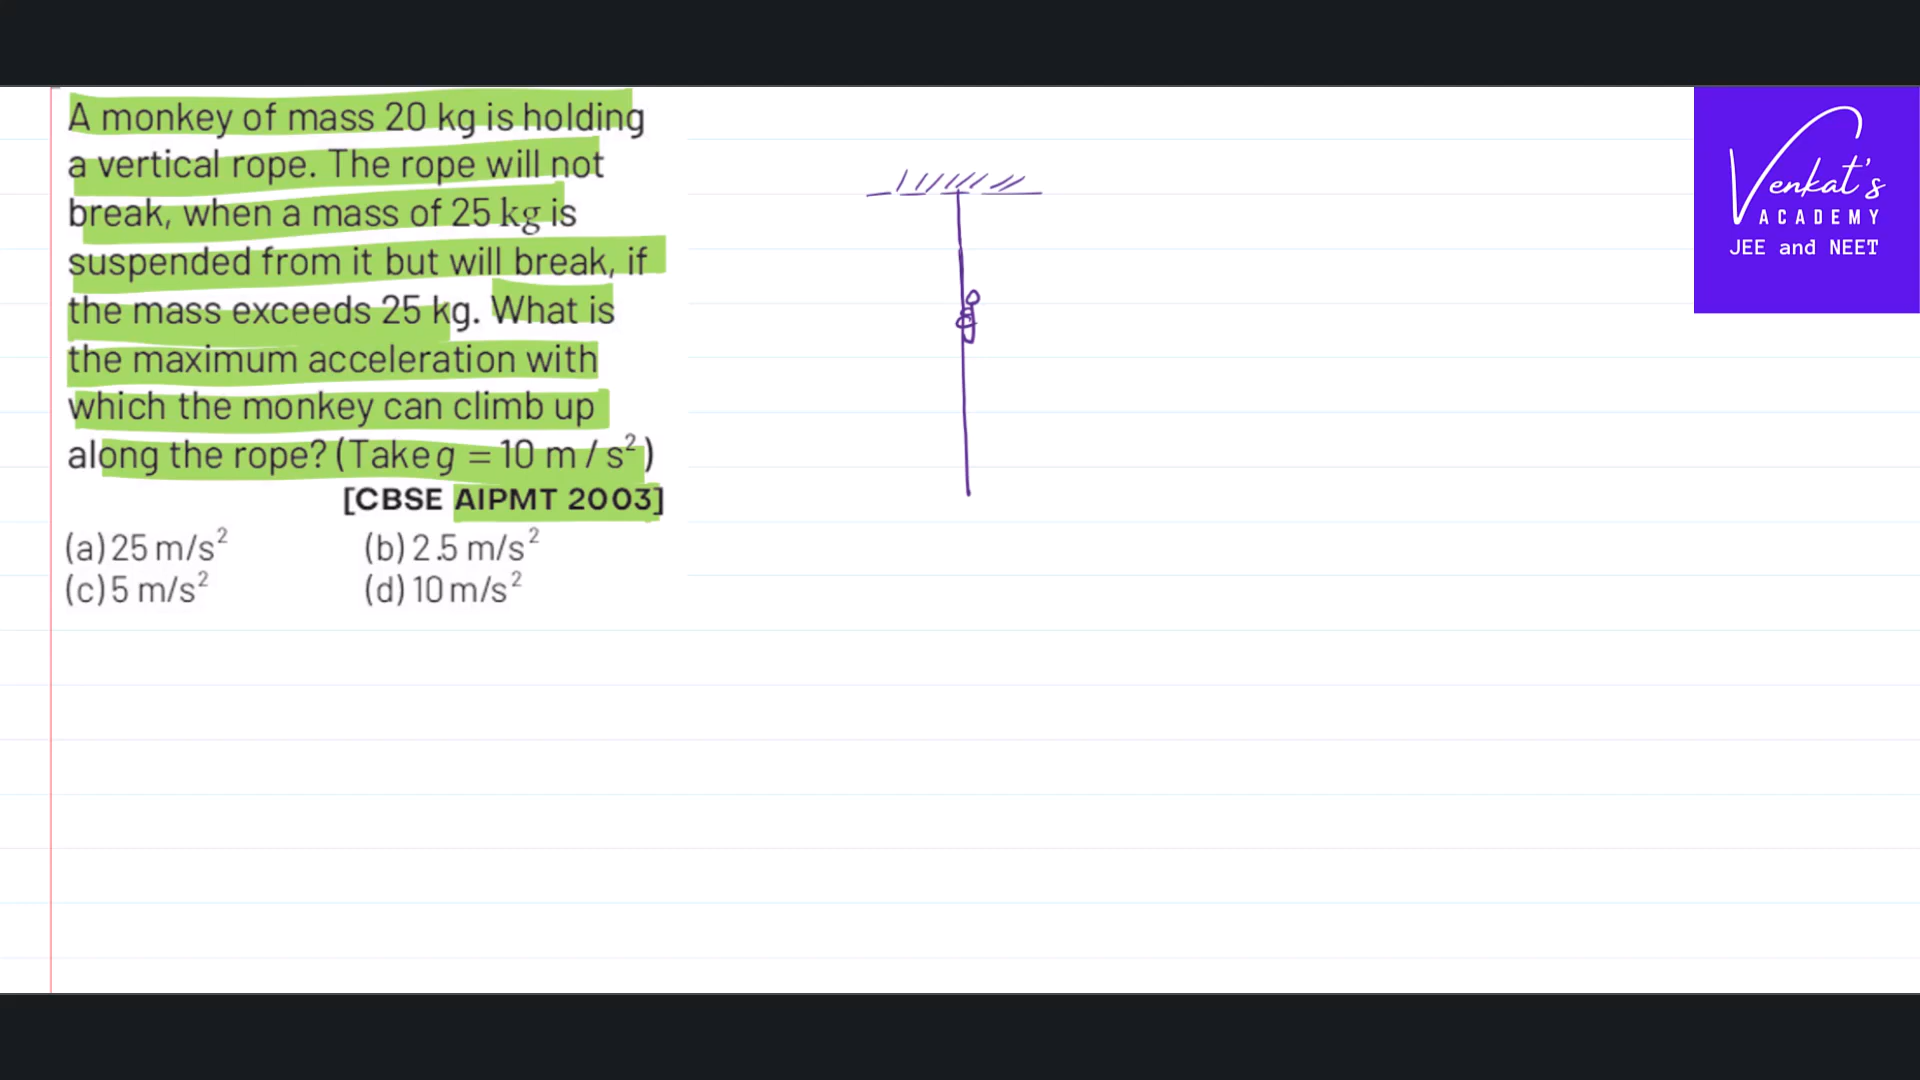 A monkey of mass 20 kg is holding
a vertical rope. The rope will not
break, when a mass of 25 kg is
suspended from it but will break, if
the mass exceeds 25 kg. What is
the maximum acceleration with
which the monkey can climb up
along the rope? (Take g = 10 m / s²)
[CBSE AIPMT 2003]
(a) 25 m/s² (b) 2.5 m/s²
(c) 5 m/s² (d) 10 m/s²
Venkat's
ACADEMY
JEE and NEET